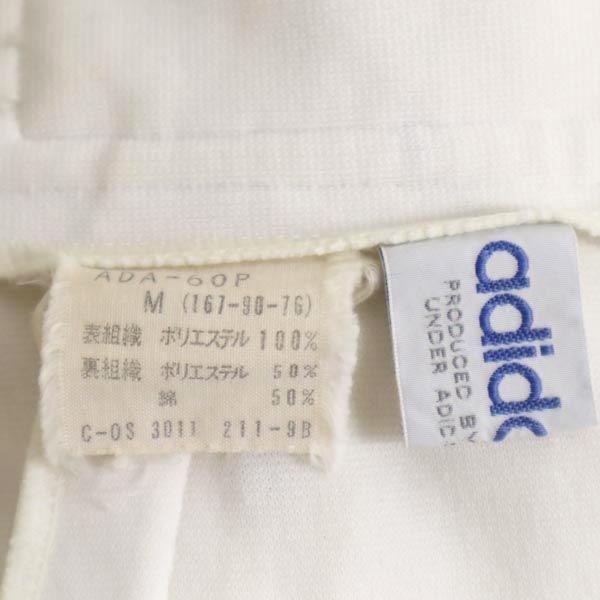 ADA-60P
M (167-90-76)
表組織 ポリエステル 100%
裏組織 ポリエステル 50%
綿 50%
C-OS 3011 211-9B
adid
PRODUCED BY
UNDER ADI